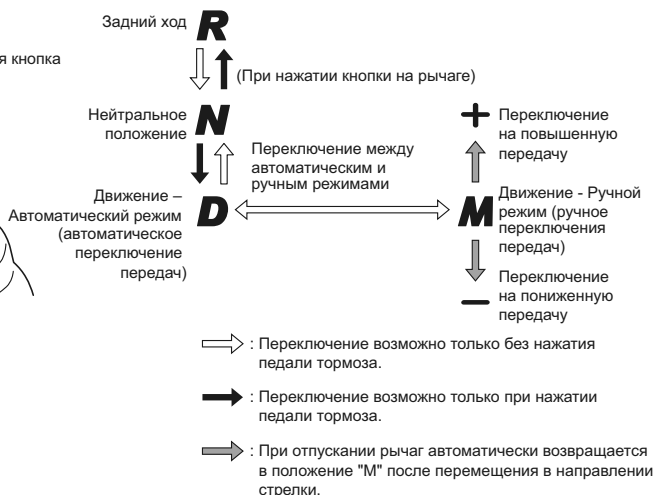 Задний ход R
я кнопка
(При нажатии кнопки на рычаге)
Нейтральное
положение N
Переключение между
автоматическим и
ручным режимами
+ Переключение
на повышенную
передачу
Движение –
Автоматический режим
(автоматическое
переключение
передач)
D
M
Движение - Ручной
режим (ручное
переключения
передач)
– Переключение
на пониженную
передачу
: Переключение возможно только без нажатия
педали тормоза.
: Переключение возможно только при нажатии
педали тормоза.
: При отпускании рычаг автоматически возвращается
в положение "М" после перемещения в направлении
стрелки.